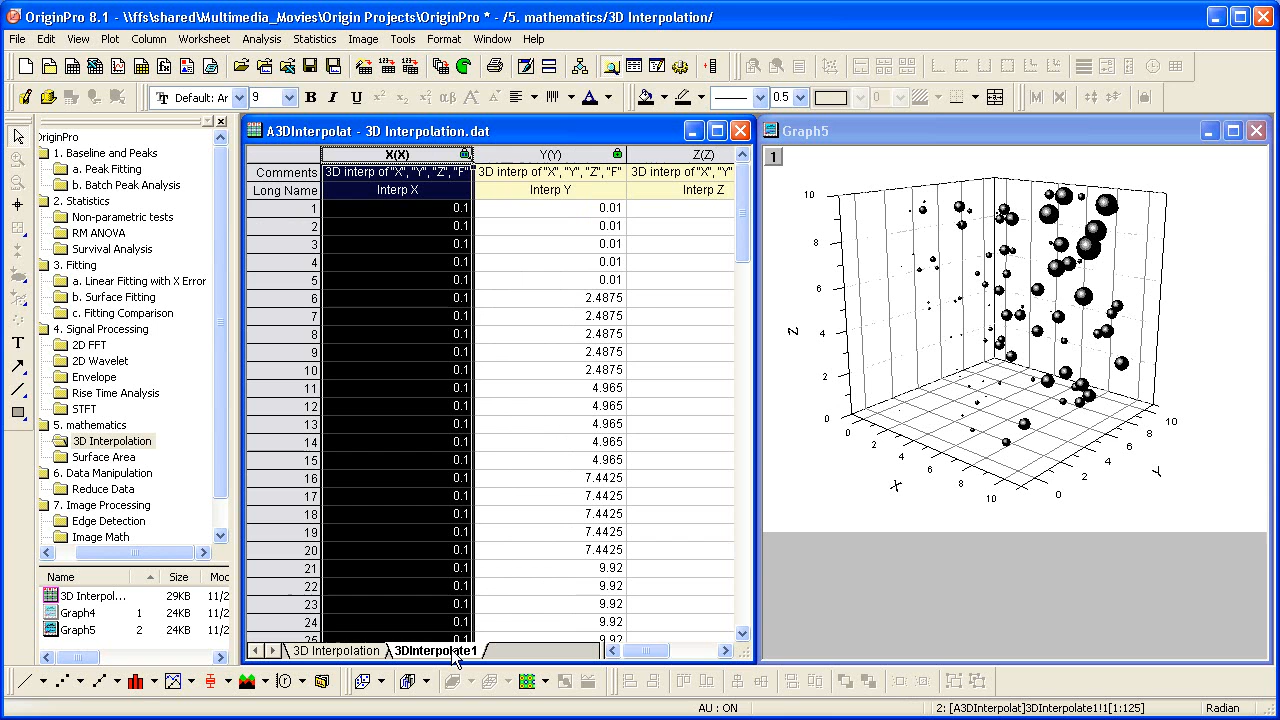 OriginPro 8.1 - \\ffs\shared\Multimedia_Movies\Origin Projects\OriginPro * - /5. mathematics/3D Interpolation/
File Edit View Plot Column Worksheet Analysis Statistics Image Tools Format Window Help
Default: Ar 9 B I U 0.5 0
OriginPro
1. Baseline and Peaks
a. Peak Fitting
b. Batch Peak Analysis
2. Statistics
Non-parametric tests
RM ANOVA
Survival Analysis
3. Fitting
a. Linear Fitting with X Error
b. Surface Fitting
c. Fitting Comparison
4. Signal Processing
2D FFT
2D Wavelet
Envelope
Rise Time Analysis
STFT
5. mathematics
3D Interpolation
Surface Area
6. Data Manipulation
Reduce Data
7. Image Processing
Edge Detection
Image Math
Name Size Moc
3D Interpol... 29KB 11/2
Graph4 1 24KB 11/2
Graph5 2 24KB 11/2
A3DInterpolat - 3D Interpolation.dat
X(X) Y(Y) Z(Z)
Comments 3D interp of "X", "Y", "Z", "F" 3D interp of "X", "Y", "Z", "F" 3D interp of "X", "Y"
Long Name Interp X Interp Y Interp Z
1 0.1 0.01
2 0.1 0.01
3 0.1 0.01
4 0.1 0.01
5 0.1 0.01
6 0.1 2.4875
7 0.1 2.4875
8 0.1 2.4875
9 0.1 2.4875
10 0.1 2.4875
11 0.1 4.965
12 0.1 4.965
13 0.1 4.965
14 0.1 4.965
15 0.1 4.965
16 0.1 7.4425
17 0.1 7.4425
18 0.1 7.4425
19 0.1 7.4425
20 0.1 7.4425
21 0.1 9.92
22 0.1 9.92
23 0.1 9.92
24 0.1 9.92
25 0.1 9.92
3D Interpolation 3DInterpolate1
Graph5
1
10
8
6
4
2
0
Z
0 2 4 6 8 10
X
0 2 4 6 8 10
Y
AU : ON 2: [A3DInterpolat]3DInterpolate1!1[1:125] Radian